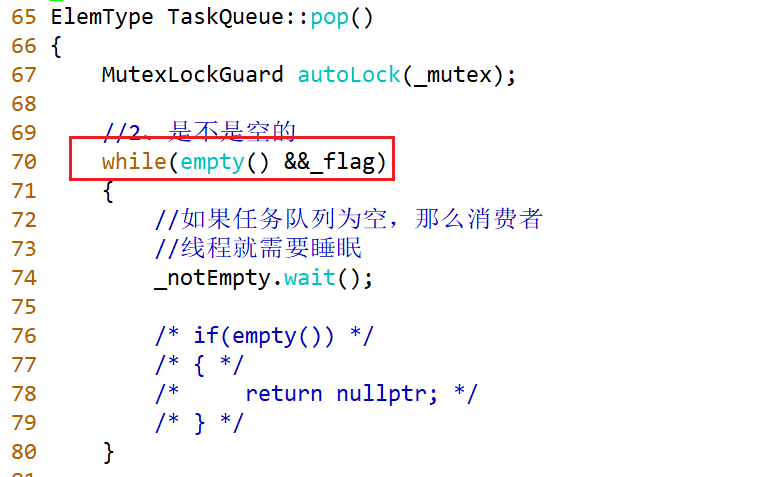 65 ElemType TaskQueue::pop()
66 {
67     MutexLockGuard autoLock(_mutex);
68
69     //2、是不是空的
70     while(empty() &&_flag)
71     {
72         //如果任务队列为空，那么消费者
73         //线程就需要睡眠
74         _notEmpty.wait();
75
76         /* if(empty()) */
77         /* { */
78         /*     return nullptr; */
79         /* } */
80     }